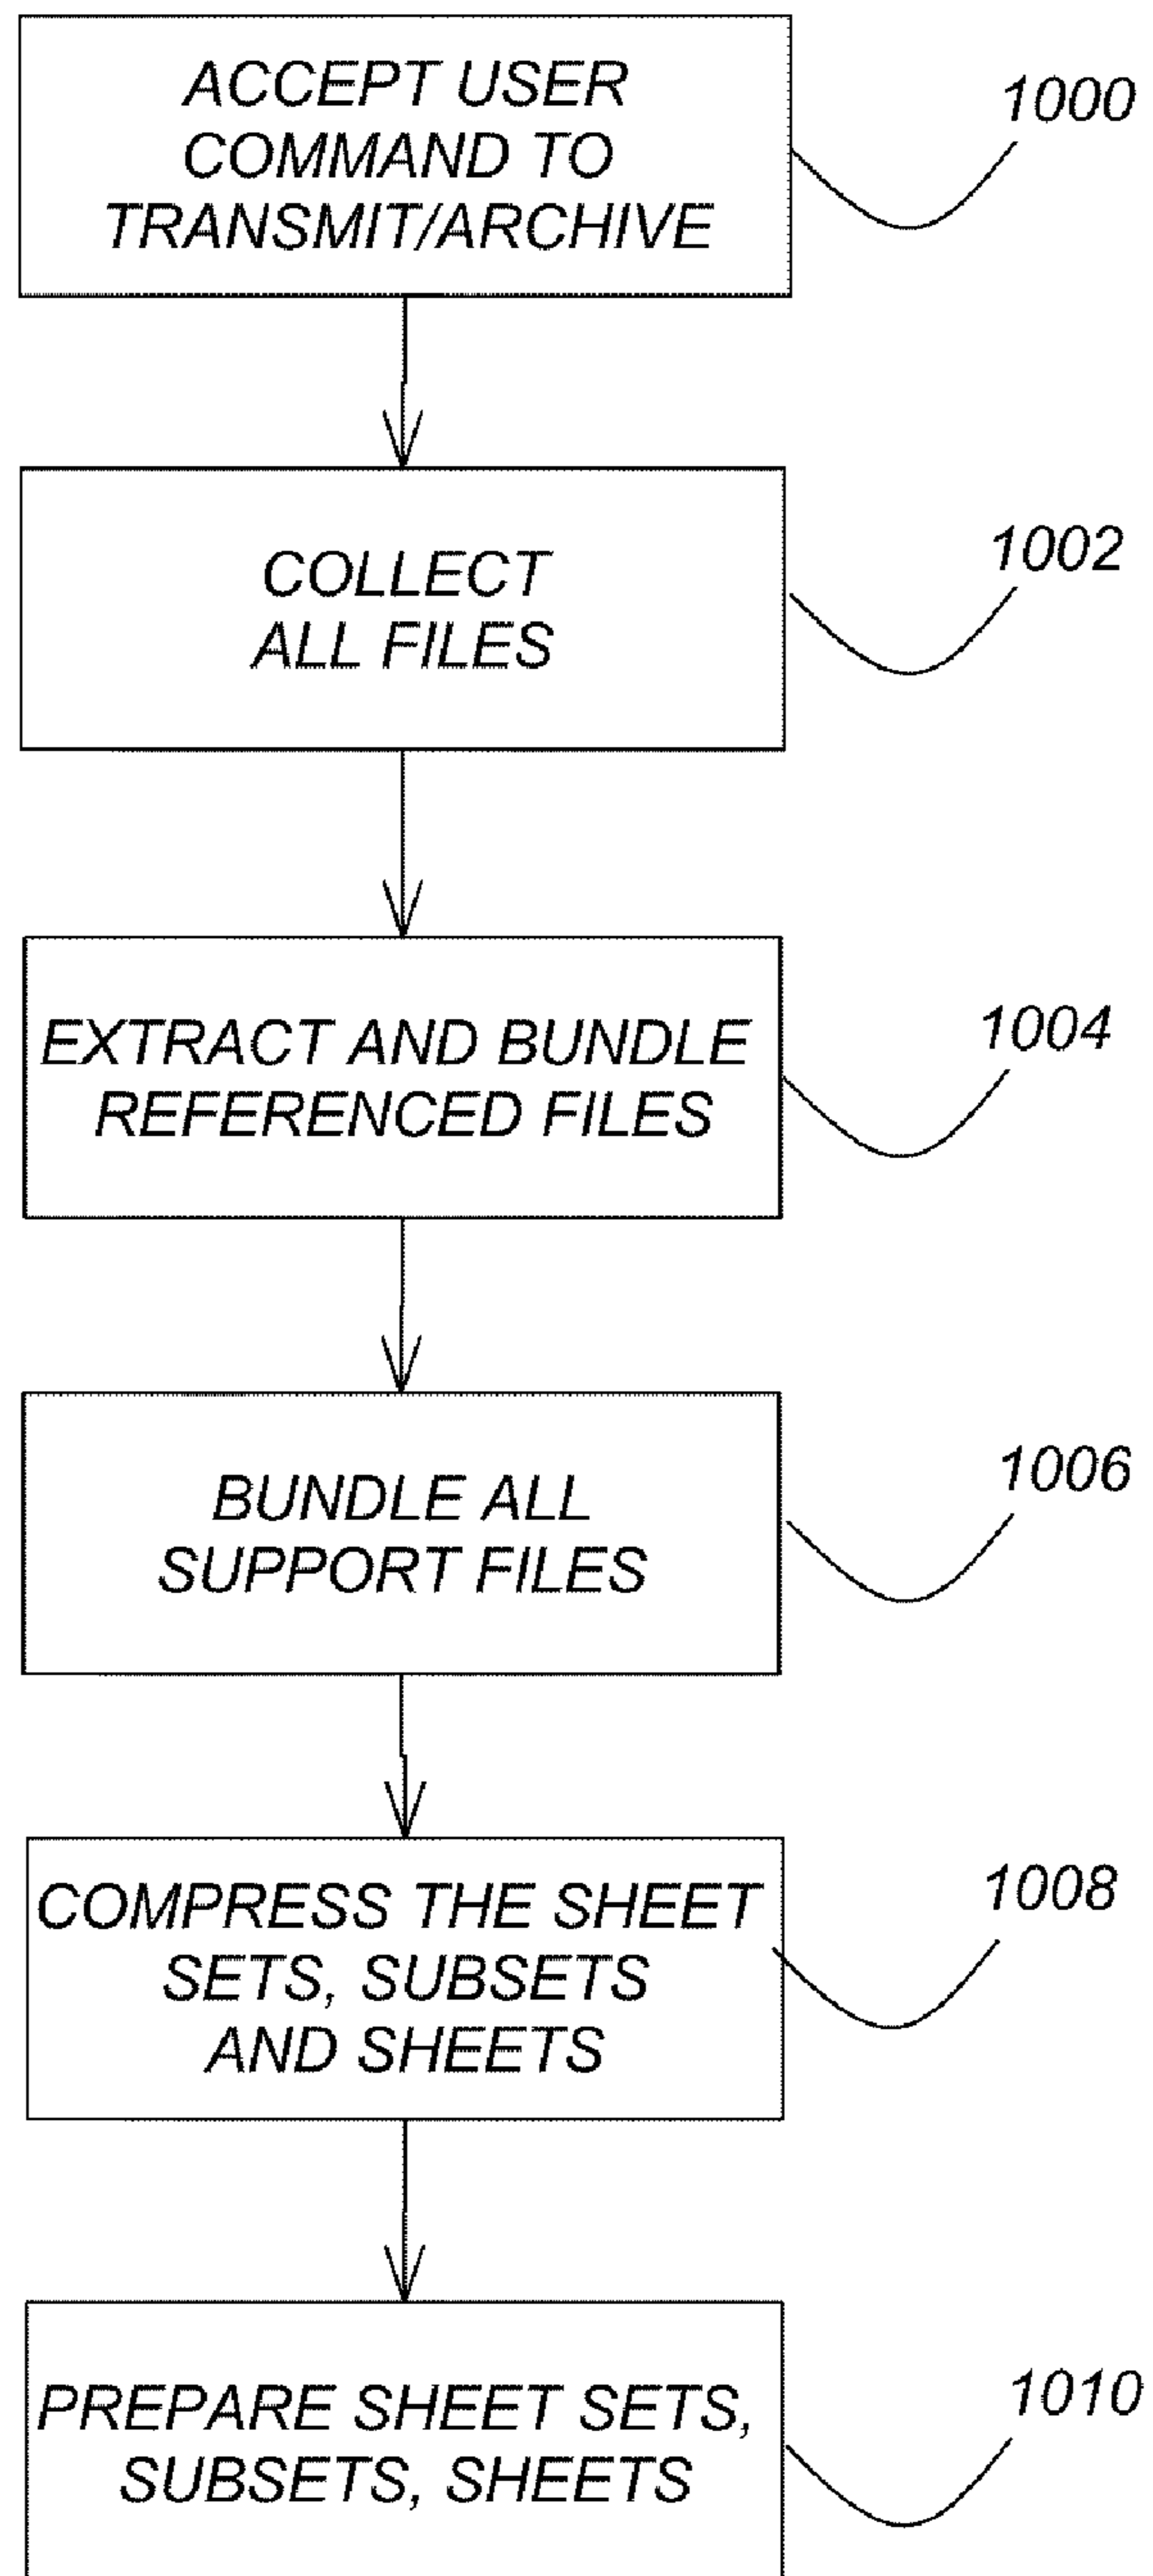 ACCEPT USER
COMMAND TO
TRANSMIT/ARCHIVE
1000
COLLECT
ALL FILES
1002
EXTRACT AND BUNDLE
REFERENCED FILES
1004
BUNDLE ALL
SUPPORT FILES
1006
COMPRESS THE SHEET
SETS, SUBSETS
AND SHEETS
1008
PREPARE SHEET SETS,
SUBSETS, SHEETS
1010